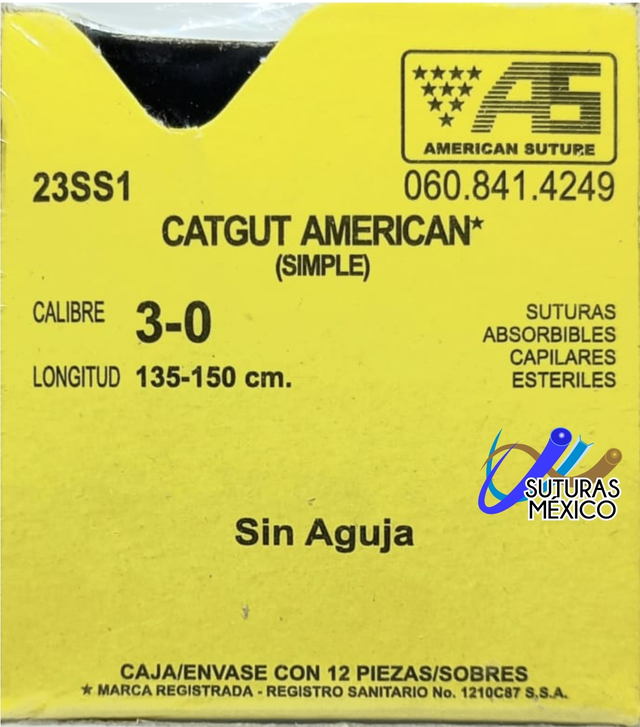 AS
AMERICAN SUTURE
23SS1
060.841.4249
CATGUT AMERICAN*
(SIMPLE)
CALIBRE 3-0
LONGITUD 135-150 cm.
SUTURAS
ABSORBIBLES
CAPILARES
ESTERILES
SUTURAS
MÉXICO
Sin Aguja
CAJA/ENVASE CON 12 PIEZAS/SOBRES
* MARCA REGISTRADA - REGISTRO SANITARIO No. 1210C87 S.S.A.